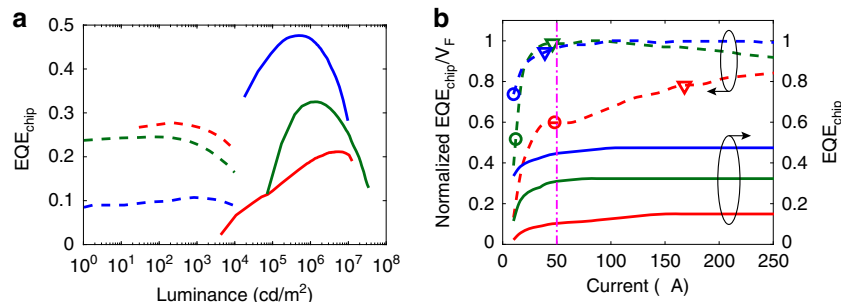 a
0.5
0.4
0.3
0.2
0.1
0
EQE_chip
10^0 10^1 10^2 10^3 10^4 10^5 10^6 10^7 10^8
Luminance (cd/m^2)
b
1
0.8
0.6
0.4
0.2
0
Normalized EQE_chip/V_F
1
0.8
0.6
0.4
0.2
0
EQE_chip
0 50 100 150 200 250
Current ( A)